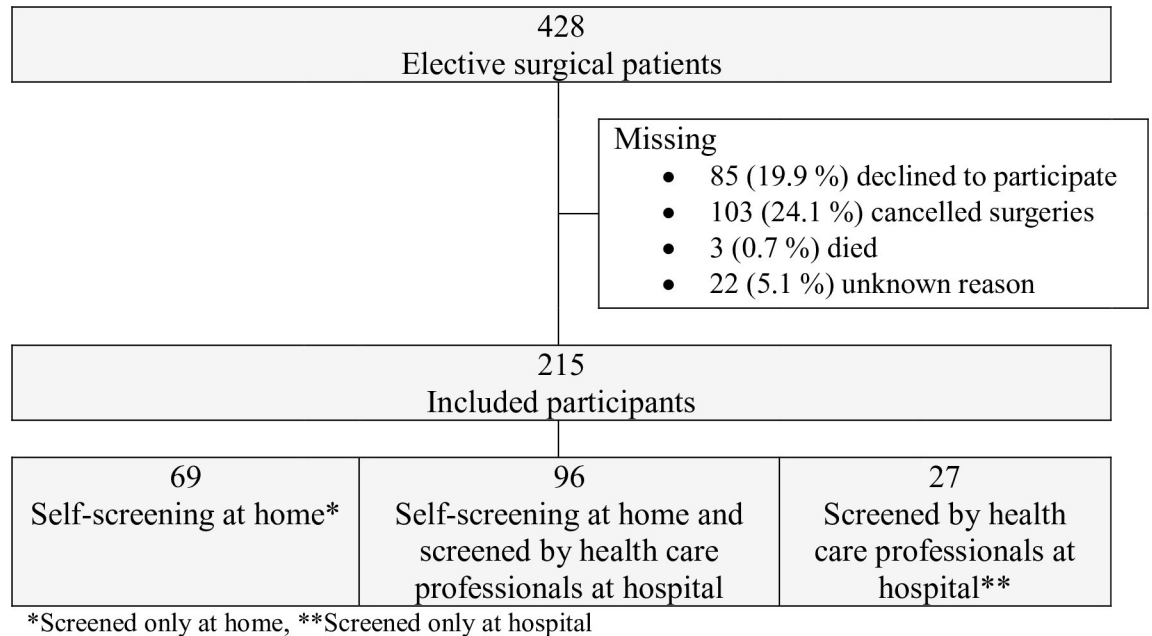 428
Elective surgical patients
Missing
• 85 (19.9 %) declined to participate
• 103 (24.1 %) cancelled surgeries
• 3 (0.7 %) died
• 22 (5.1 %) unknown reason
215
Included participants
69
Self-screening at home*
96
Self-screening at home and
screened by health care
professionals at hospital
27
Screened by health
care professionals at
hospital**
*Screened only at home, **Screened only at hospital